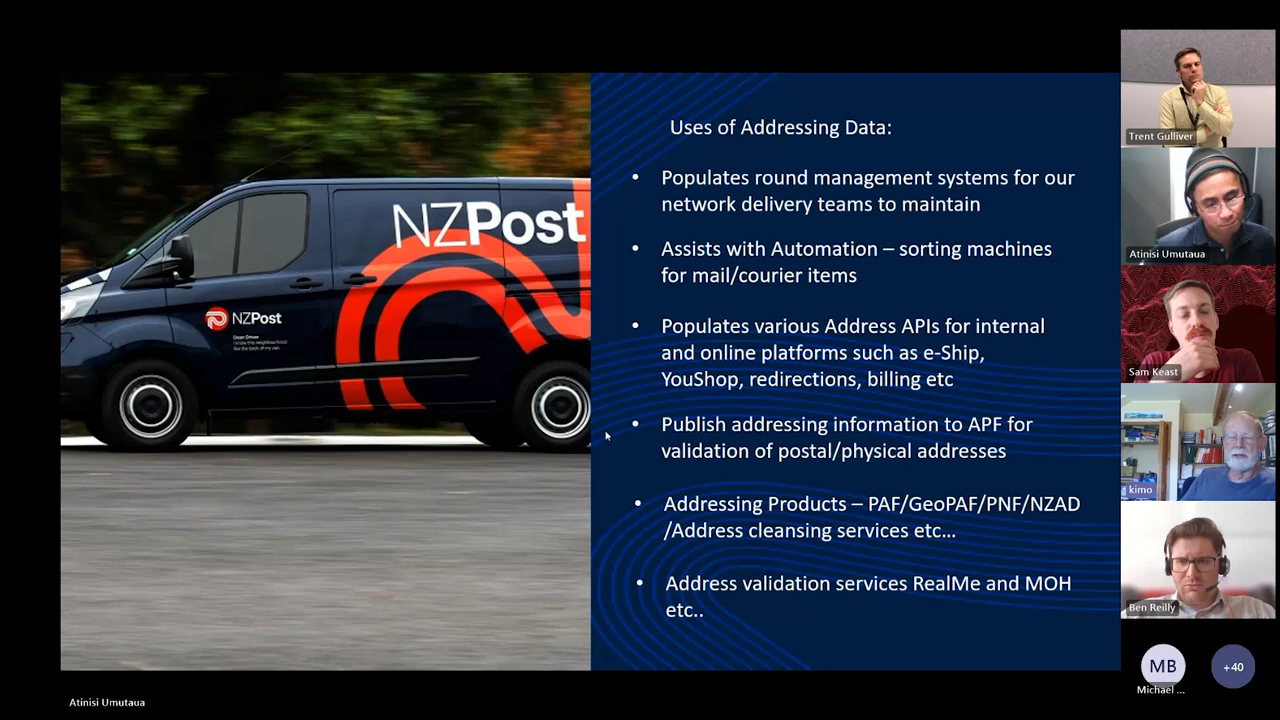 NZPost
NZPost
Uses of Addressing Data:
• Populates round management systems for our
network delivery teams to maintain
• Assists with Automation – sorting machines
for mail/courier items
• Populates various Address APIs for internal
and online platforms such as e-Ship,
YouShop, redirections, billing etc
• Publish addressing information to APF for
validation of postal/physical addresses
• Addressing Products – PAF/GeoPAF/PNF/NZAD
/Address cleansing services etc...
• Address validation services RealMe and MOH
etc..
Trent Gulliver
Atinisi Umutaua
Sam Keast
kimo
Ben Reilly
MB
Michael ...
+40
Atinisi Umutaua